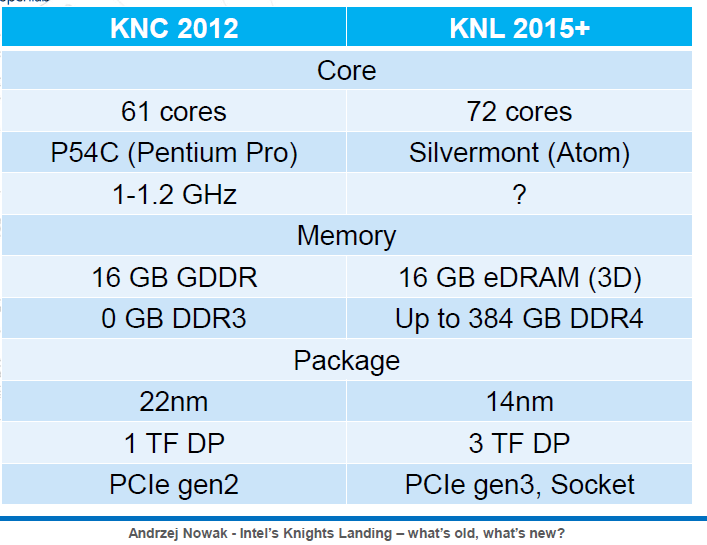 KNC 2012 KNL 2015+
Core
61 cores 72 cores
P54C (Pentium Pro) Silvermont (Atom)
1-1.2 GHz ?
Memory
16 GB GDDR 16 GB eDRAM (3D)
0 GB DDR3 Up to 384 GB DDR4
Package
22nm 14nm
1 TF DP 3 TF DP
PCIe gen2 PCIe gen3, Socket
Andrzej Nowak - Intel's Knights Landing – what's old, what's new?